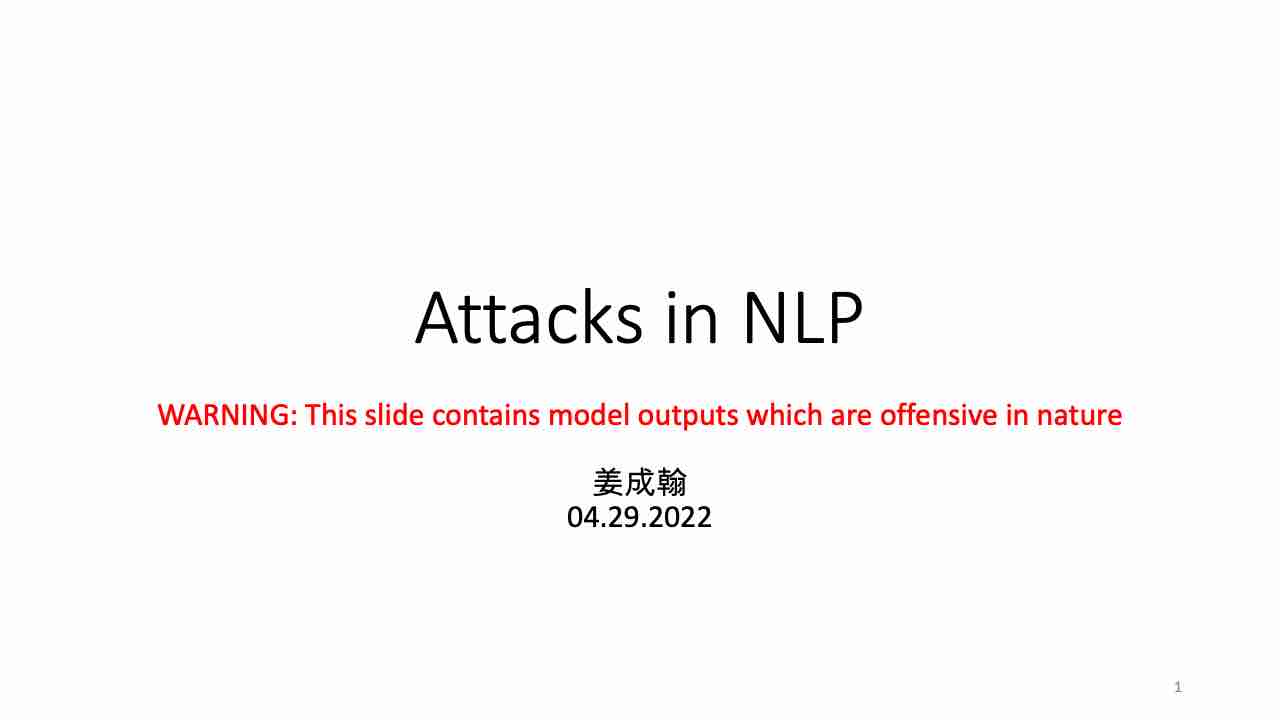 Attacks in NLP
WARNING: This slide contains model outputs which are offensive in nature
姜成翰
04.29.2022
1